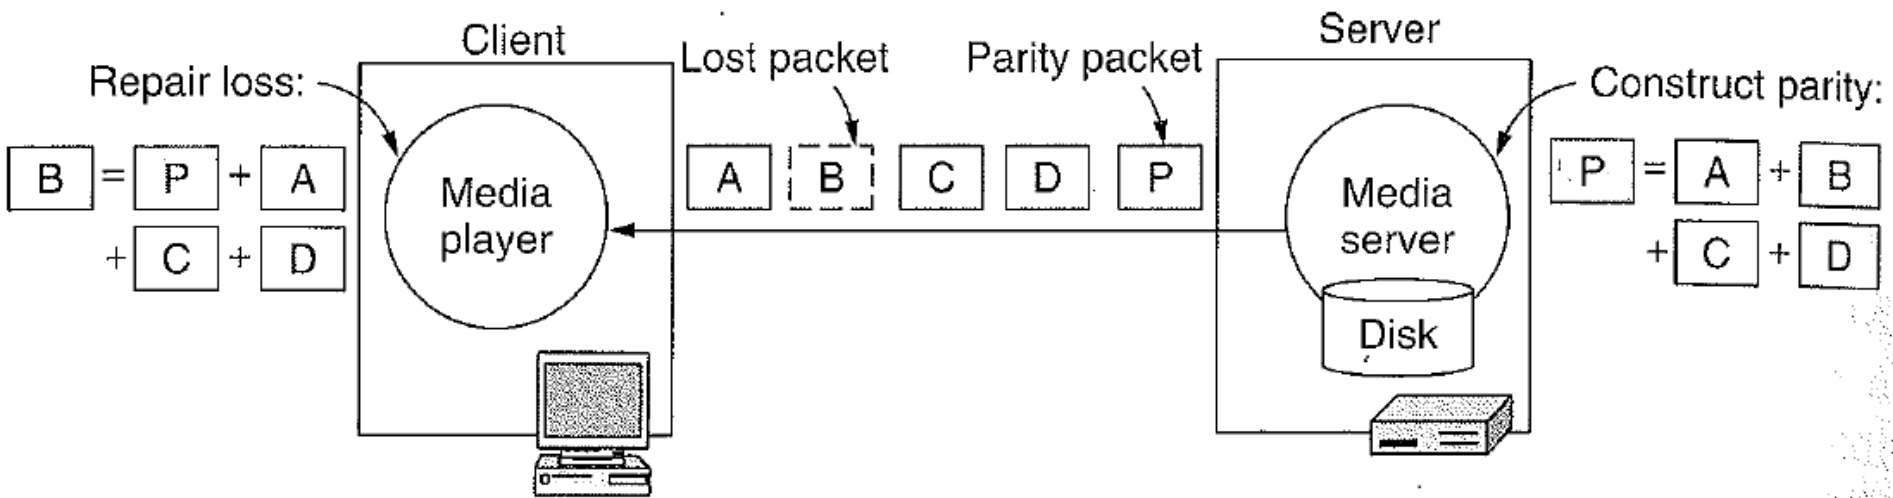 Client
Server
Repair loss:
Lost packet
Parity packet
Construct parity:
B = P + A
+ C + D
A B C D P
P = A + B
+ C + D
Media
player
Media
server
Disk